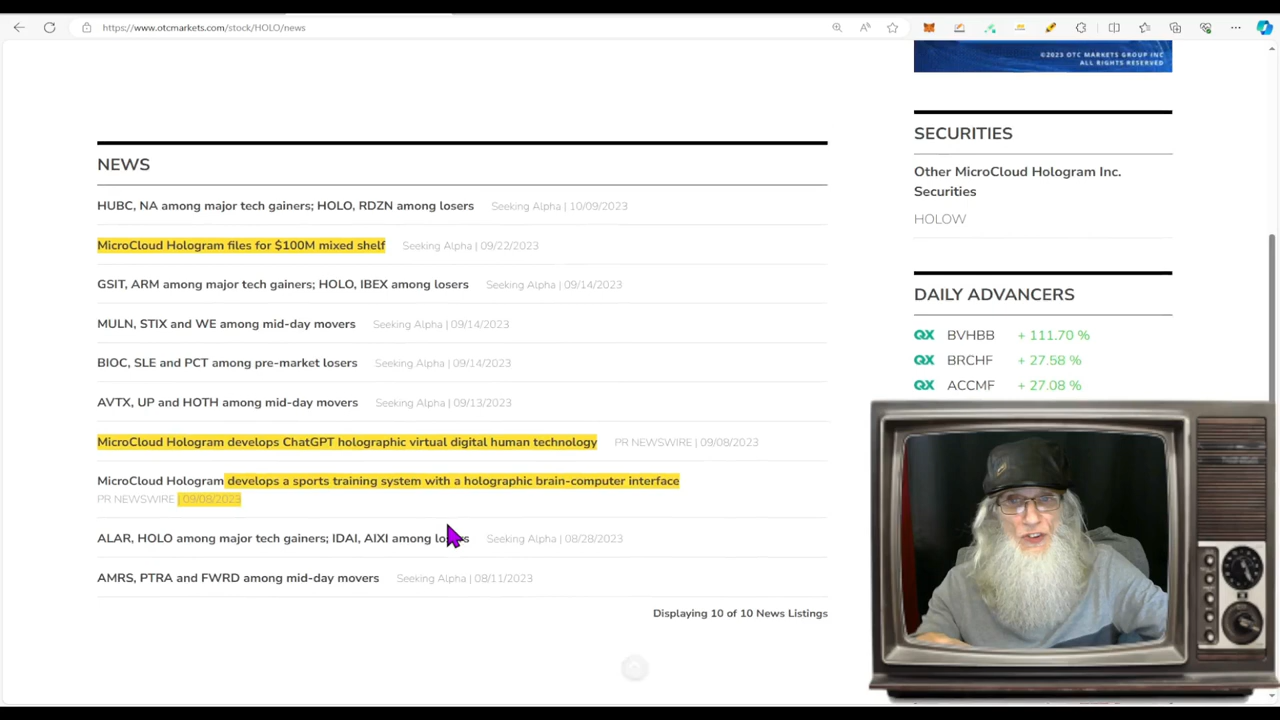 https://www.otcmarkets.com/stock/HOLO/news
©2023 OTC MARKETS GROUP INC
ALL RIGHTS RESERVED
NEWS
HUBC, NA among major tech gainers; HOLO, RDZN among losers Seeking Alpha | 10/09/2023
MicroCloud Hologram files for $100M mixed shelf Seeking Alpha | 09/22/2023
GSIT, ARM among major tech gainers; HOLO, IBEX among losers Seeking Alpha | 09/14/2023
MULN, STIX and WE among mid-day movers Seeking Alpha | 09/14/2023
BIOC, SLE and PCT among pre-market losers Seeking Alpha | 09/14/2023
AVTX, UP and HOTH among mid-day movers Seeking Alpha | 09/13/2023
MicroCloud Hologram develops ChatGPT holographic virtual digital human technology PR NEWSWIRE | 09/08/2023
MicroCloud Hologram develops a sports training system with a holographic brain-computer interface
PR NEWSWIRE | 09/08/2023
ALAR, HOLO among major tech gainers; IDAI, AIXI among losers Seeking Alpha | 08/28/2023
AMRS, PTRA and FWRD among mid-day movers Seeking Alpha | 08/11/2023
Displaying 10 of 10 News Listings
SECURITIES
Other MicroCloud Hologram Inc.
Securities
HOLOW
DAILY ADVANCERS
QX BVHBB + 111.70 %
QX BRCHF + 27.58 %
QX ACCMF + 27.08 %